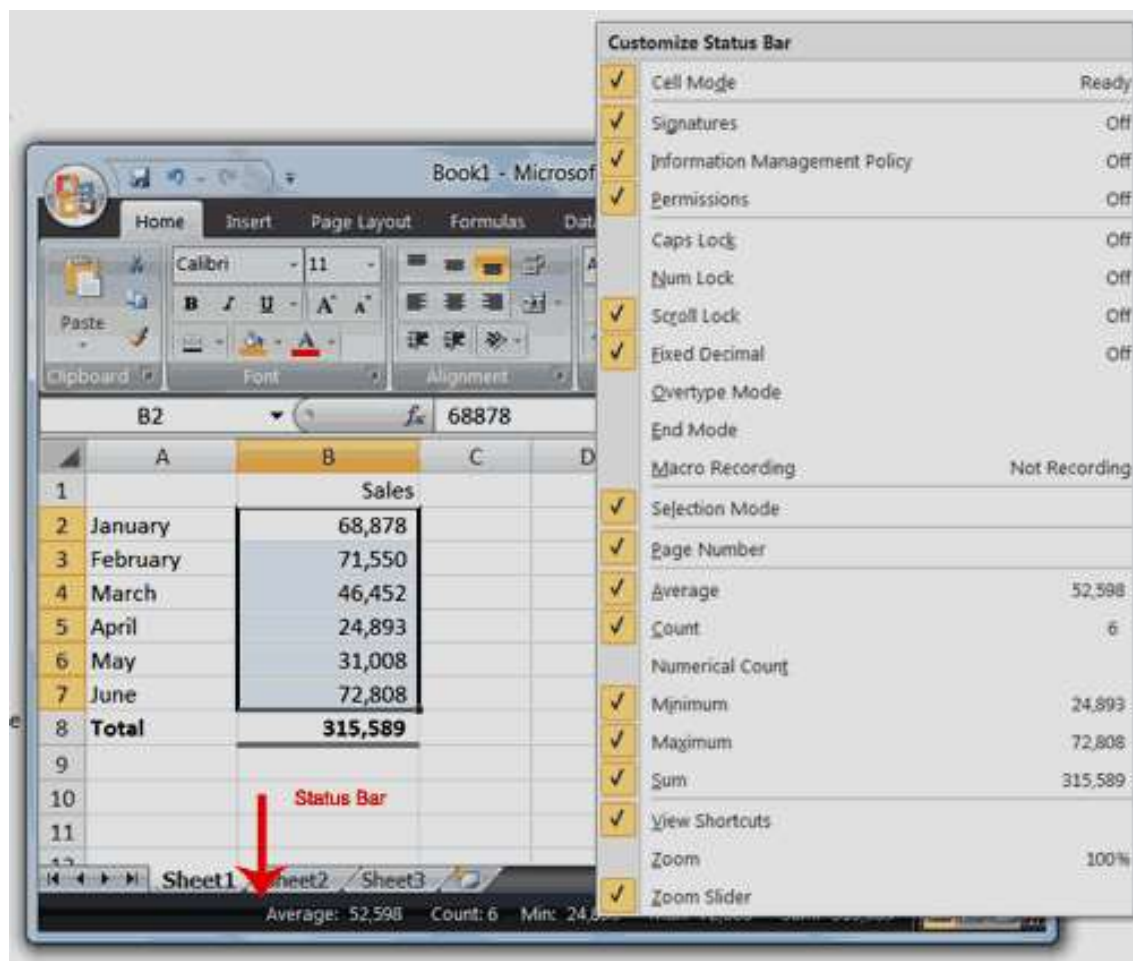 Customize Status Bar
Cell Mode Ready
Signatures Off
Information Management Policy Off
Permissions Off
Caps Lock Off
Num Lock Off
Scroll Lock Off
Fixed Decimal Off
Overtype Mode
End Mode
Macro Recording Not Recording
Selection Mode
Page Number
Average 52,598
Count 6
Numerical Count
Minimum 24,893
Maximum 72,808
Sum 315,589
View Shortcuts
Zoom 100%
Zoom Slider
Book1 - Microsof
Home Insert Page Layout Formulas Dat
Calibri 11
B I U A A
Paste
Clipboard Font Alignment
B2 fx 68878
A B C D
1 Sales
2 January 68,878
3 February 71,550
4 March 46,452
5 April 24,893
6 May 31,008
7 June 72,808
8 Total 315,589
9
10 Status Bar
11
Sheet1 Sheet2 Sheet3
Average: 52,598 Count: 6 Min:
e